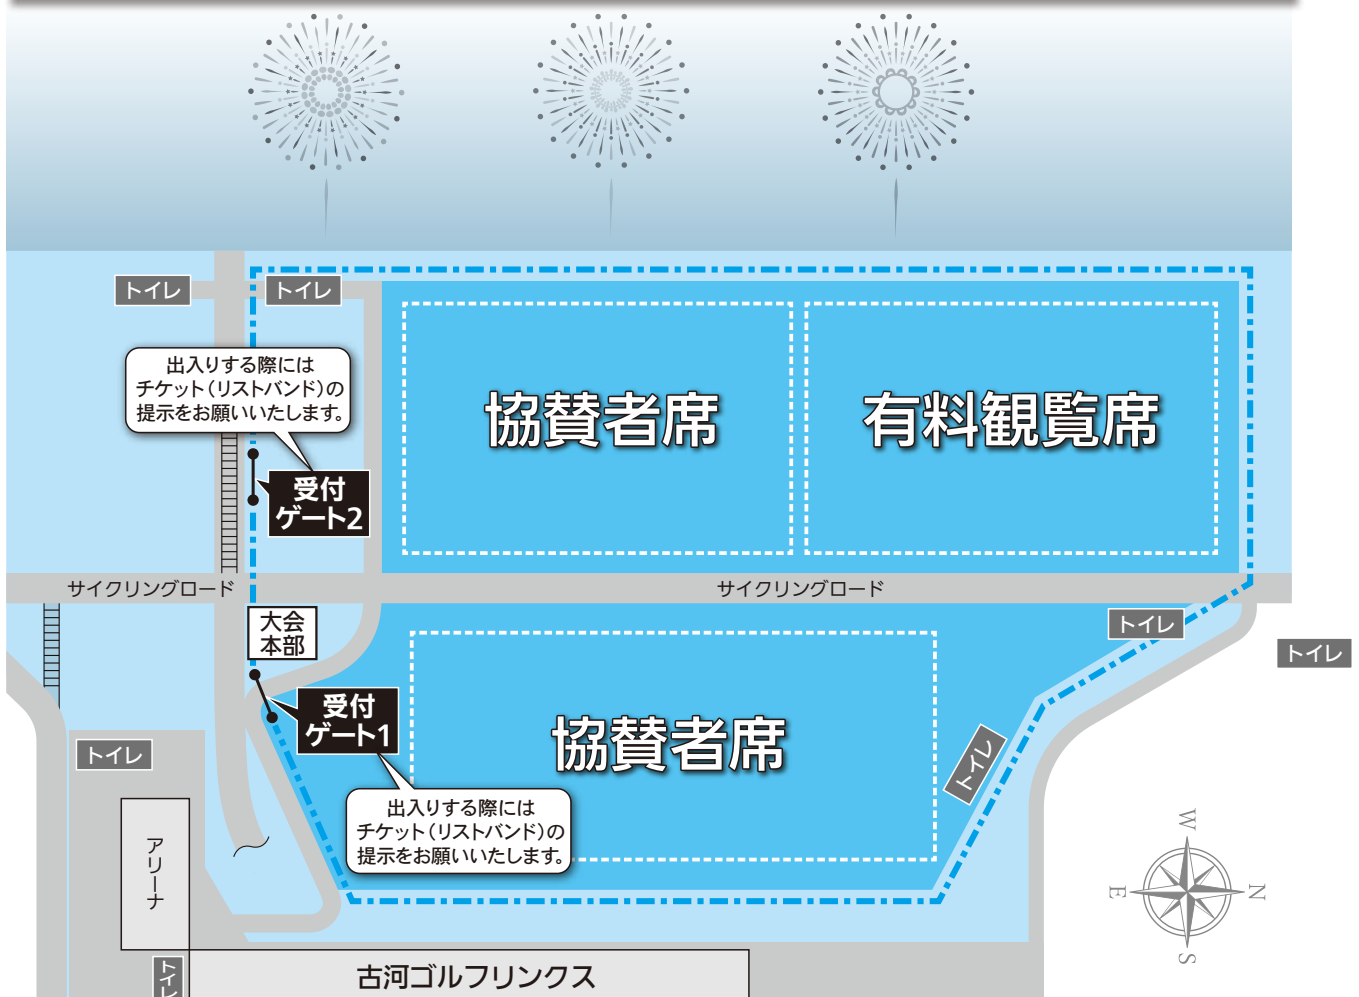 トイレ
トイレ
出入りする際には
チケット(リストバンド)の
提示をお願いいたします。
受付
ゲート2
協賛者席
有料観覧席
サイクリングロード
サイクリングロード
大会
本部
トイレ
トイレ
受付
ゲート1
協賛者席
トイレ
トイレ
出入りする際には
チケット(リストバンド)の
提示をお願いいたします。
アリーナ
W
N
E
S
トイレ
古河ゴルフリンクス